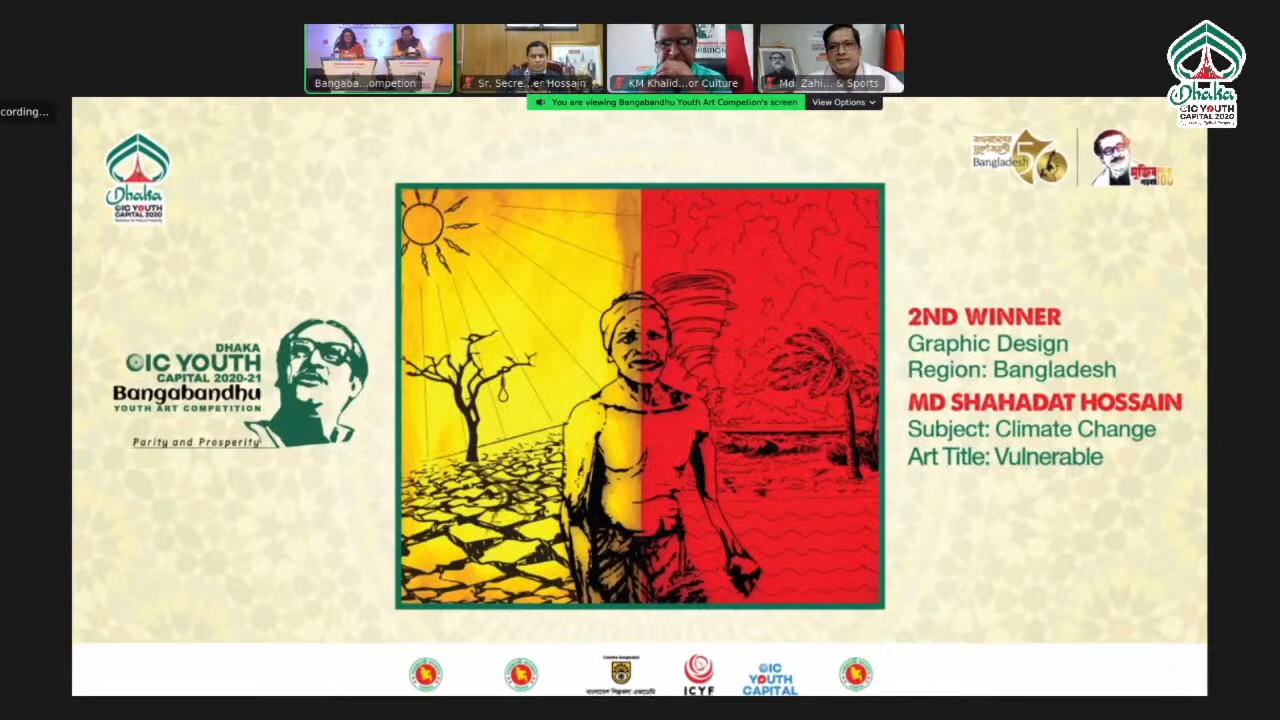 Bangaba...ompetion
Sr. Secre...er Hossain
KM Khalid...or Culture
Md. Zahi... & Sports
You are viewing Bangabandhu Youth Art Competion's screen
View Options
cording...
Dhaka
OIC YOUTH
CAPITAL 2020
Dhaka
OIC YOUTH
CAPITAL 2020
Bangladesh
50
DHAKA
OIC YOUTH
CAPITAL 2020-21
Bangabandhu
YOUTH ART COMPETITION
Parity and Prosperity
2ND WINNER
Graphic Design
Region: Bangladesh
MD SHAHADAT HOSSAIN
Subject: Climate Change
Art Title: Vulnerable
বাংলাদেশ শিল্পকলা একাডেমি
ICYF
OIC
YOUTH
CAPITAL